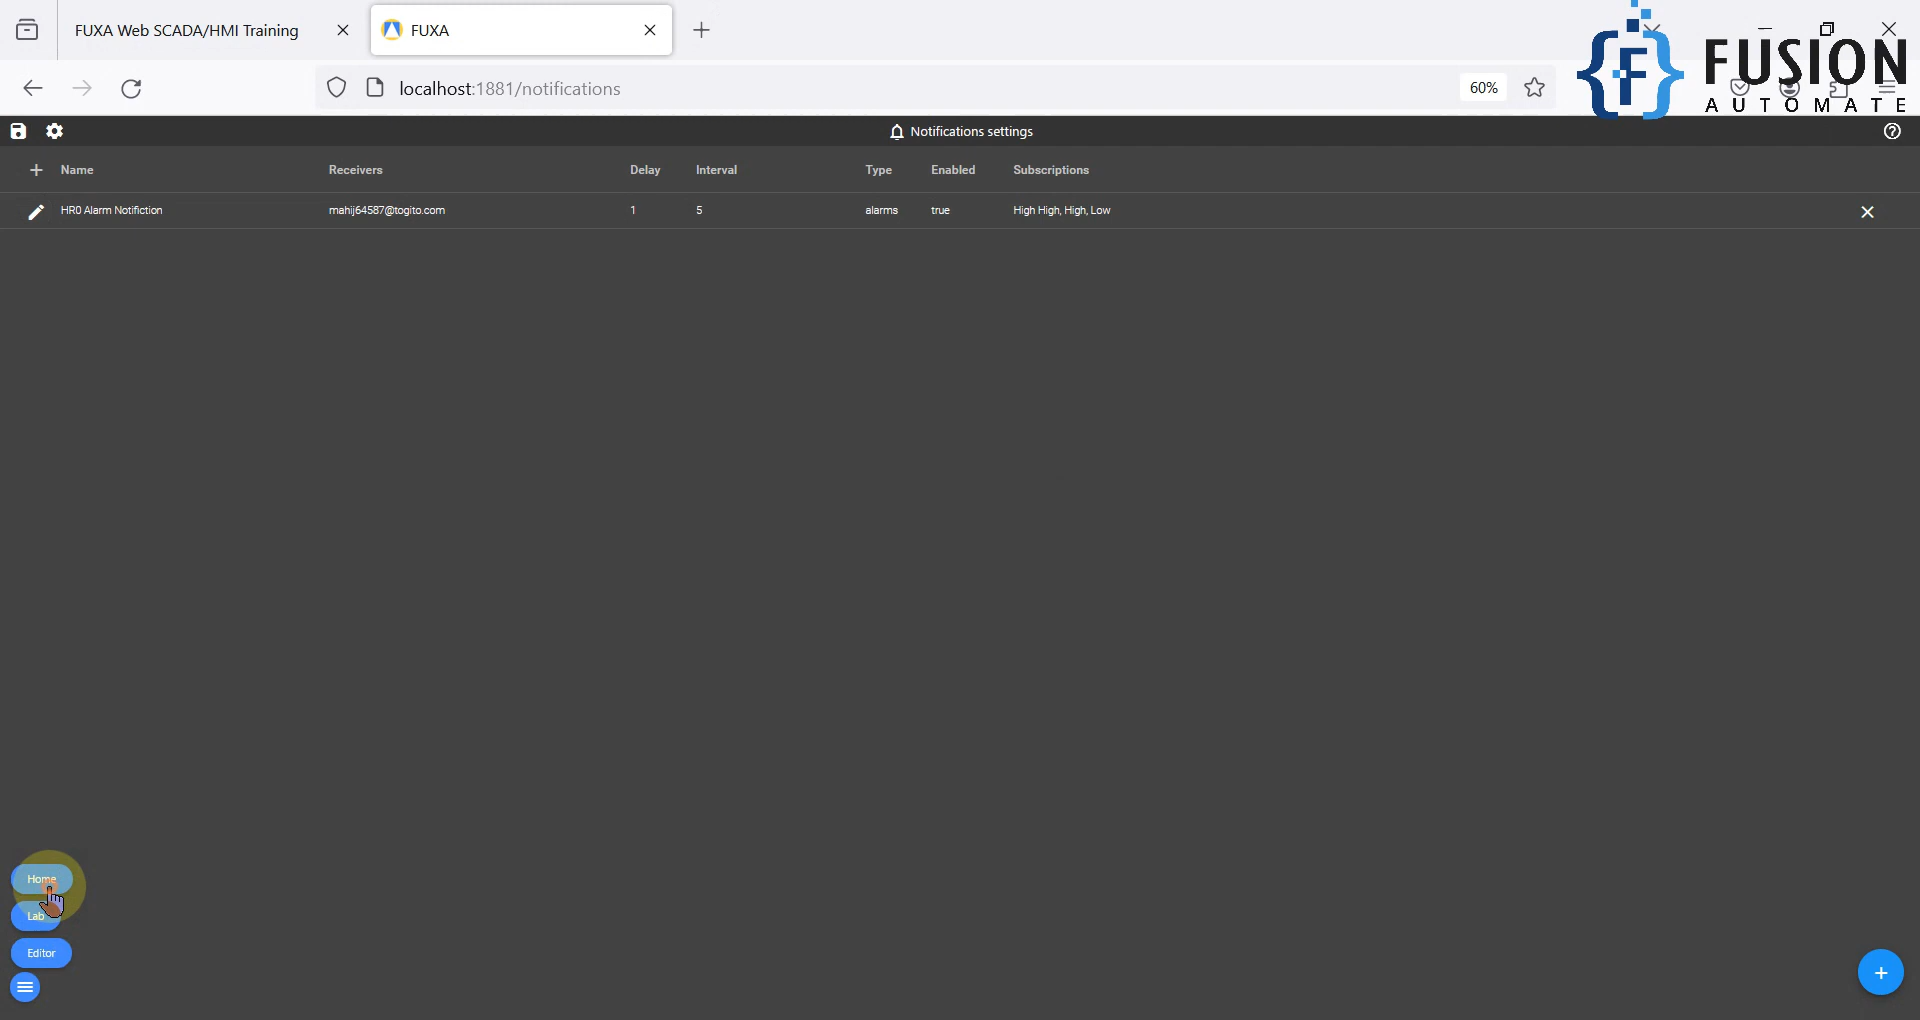 FUXA Web SCADA/HMI Training
FUXA
localhost:1881/notifications
60%
FUSION
AUTOMATE
Notifications settings
Name Receivers Delay Interval Type Enabled Subscriptions
HR0 Alarm Notifiction mahij64587@togito.com 1 5 alarms true High High, High, Low
Home
Lab
Editor